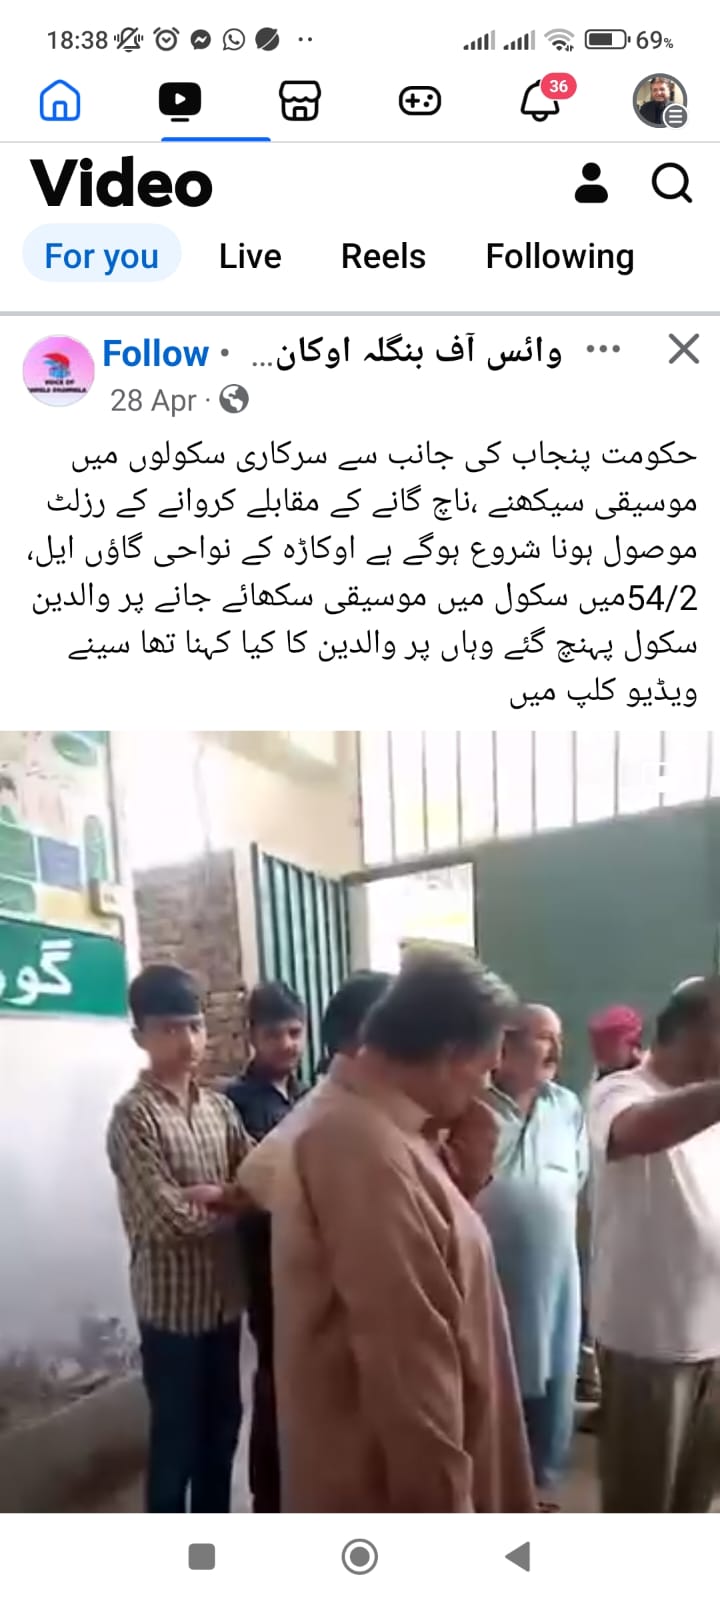 18:38
69%
36
Video
For you Live Reels Following
Follow • وائس آف بنگلہ اوکان...
28 Apr
VOICE OF
حکومت پنجاب کی جانب سے سرکاری سکولوں میں
موسیقی سیکھنے ،ناچ گانے کے مقابلے کروانے کے رزلٹ
موصول ہونا شروع ہوگے ہے اوکاڑہ کے نواحی گاؤں ایل،
54/2میں سکول میں موسیقی سکھائے جانے پر والدین
سکول پہنچ گئے وہاں پر والدین کا کیا کہنا تھا سینے
ویڈیو کلپ میں
گو